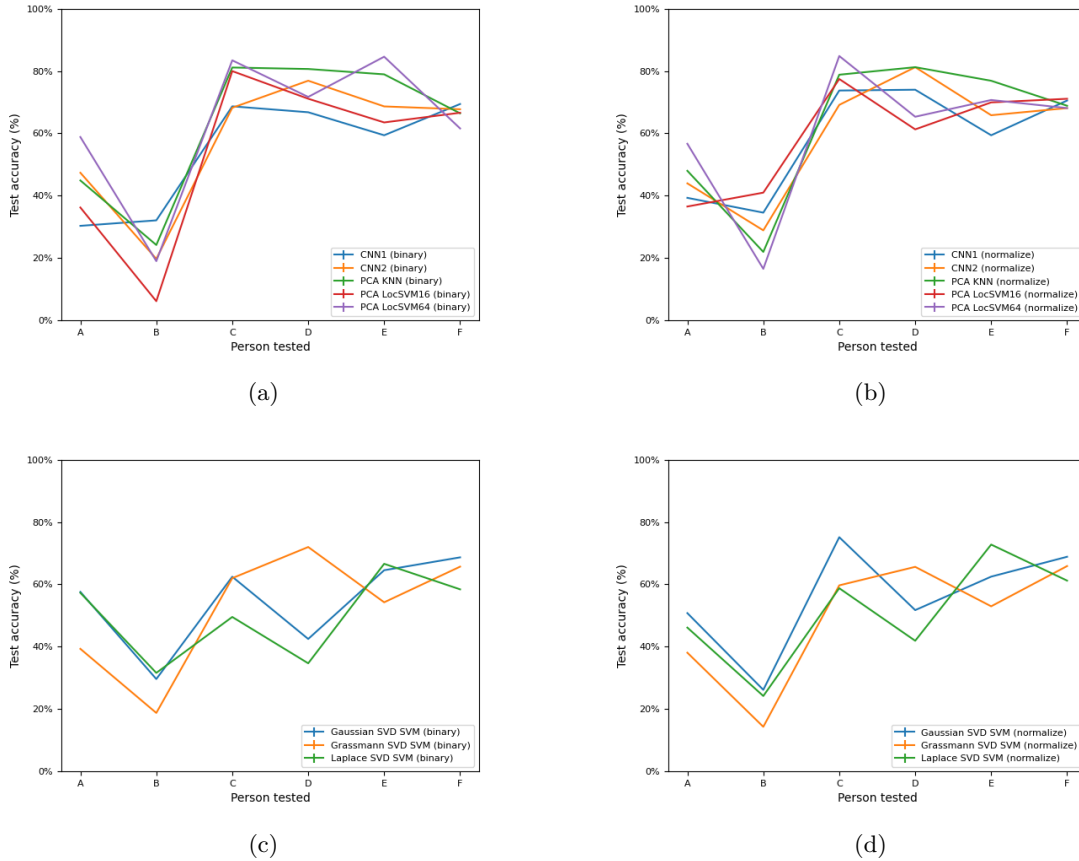 100%
80%
60%
40%
20%
0%
Test accuracy (%)
A B C D E F
Person tested
CNN1 (binary)
CNN2 (binary)
PCA KNN (binary)
PCA LocSVM16 (binary)
PCA LocSVM64 (binary)
(a)
100%
80%
60%
40%
20%
0%
Test accuracy (%)
A B C D E F
Person tested
CNN1 (normalize)
CNN2 (normalize)
PCA KNN (normalize)
PCA LocSVM16 (normalize)
PCA LocSVM64 (normalize)
(b)
100%
80%
60%
40%
20%
0%
Test accuracy (%)
A B C D E F
Person tested
Gaussian SVD SVM (binary)
Grassmann SVD SVM (binary)
Laplace SVD SVM (binary)
(c)
100%
80%
60%
40%
20%
0%
Test accuracy (%)
A B C D E F
Person tested
Gaussian SVD SVM (normalize)
Grassmann SVD SVM (normalize)
Laplace SVD SVM (normalize)
(d)